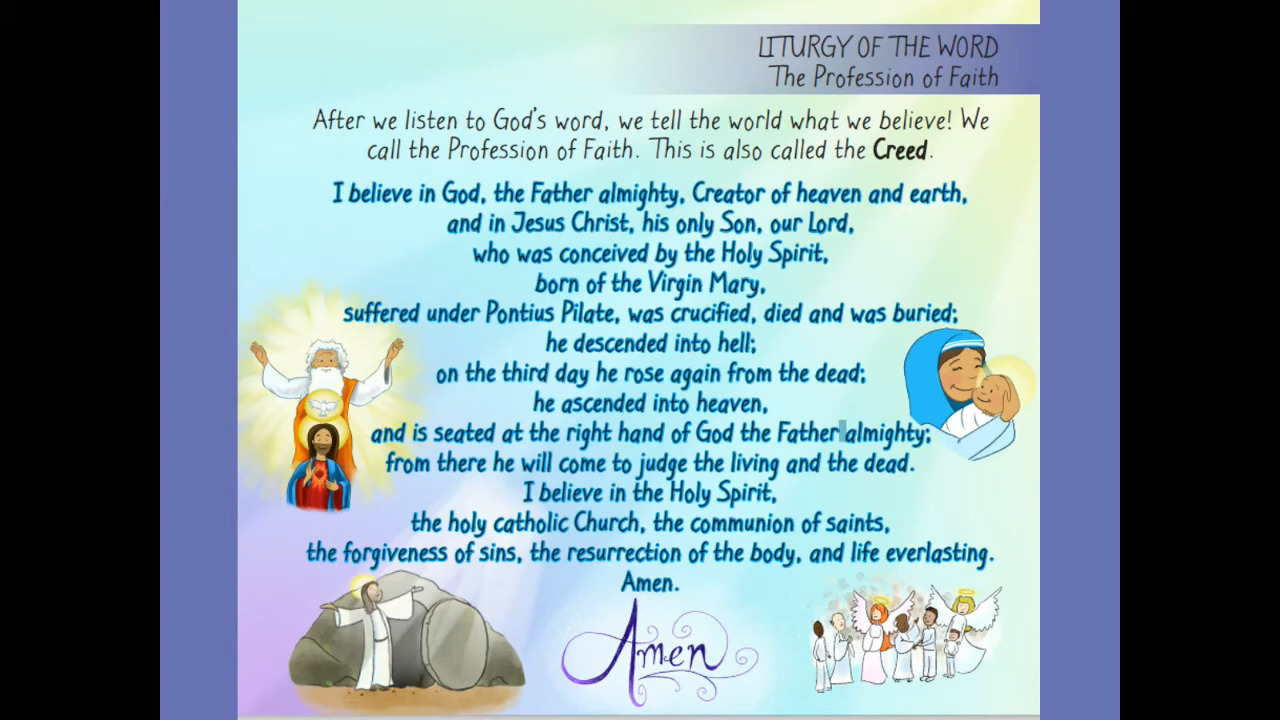 LITURGY OF THE WORD
The Profession of Faith
After we listen to God's word, we tell the world what we believe! We
call the Profession of Faith. This is also called the Creed.
I believe in God, the Father almighty, Creator of heaven and earth,
and in Jesus Christ, his only Son, our Lord,
who was conceived by the Holy Spirit,
born of the Virgin Mary,
suffered under Pontius Pilate, was crucified, died and was buried;
he descended into hell;
on the third day he rose again from the dead;
he ascended into heaven,
and is seated at the right hand of God the Father almighty;
from there he will come to judge the living and the dead.
I believe in the Holy Spirit,
the holy catholic Church, the communion of saints,
the forgiveness of sins, the resurrection of the body, and life everlasting.
Amen.
Amen